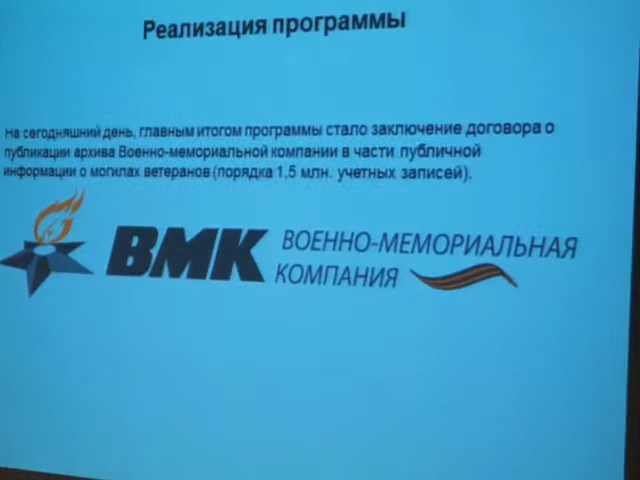 Реализация программы
На сегодняшний день, главным итогом программы стало заключение договора о
публикации архива Военно-мемориальной компании в части публичной
информации о могилах ветеранов (порядка 1,5 млн. учетных записей).
ВМК ВОЕННО-МЕМОРИАЛЬНАЯ
КОМПАНИЯ